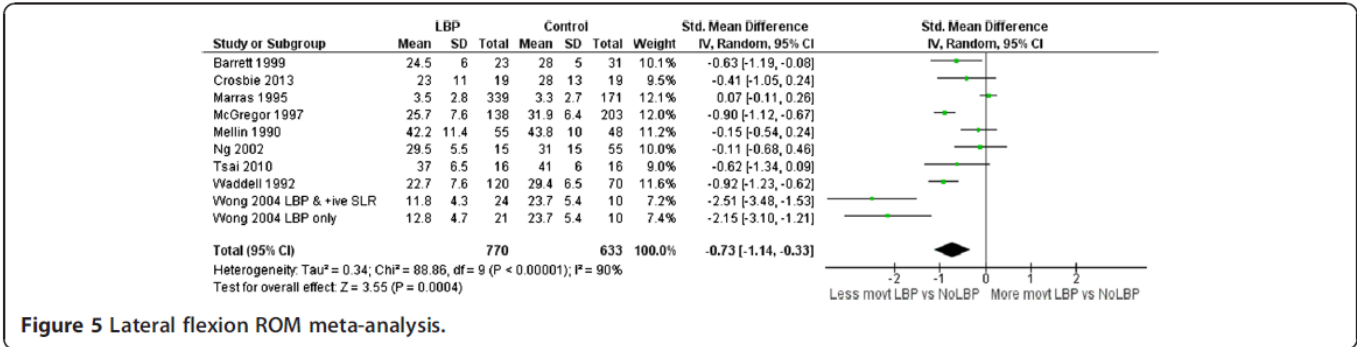 LBP Control Std. Mean Difference Std. Mean Difference
Study or Subgroup Mean SD Total Mean SD Total Weight IV, Random, 95% CI IV, Random, 95% CI
Barrett 1999 24.5 6 23 28 5 31 10.1% -0.63 [-1.19, -0.08]
Crosbie 2013 23 11 19 28 13 19 9.5% -0.41 [-1.05, 0.24]
Marras 1995 3.5 2.8 339 3.3 2.7 171 12.1% 0.07 [-0.11, 0.26]
McGregor 1997 25.7 7.6 138 31.9 6.4 203 12.0% -0.90 [-1.12, -0.67]
Mellin 1990 42.2 11.4 55 43.8 10 48 11.2% -0.15 [-0.54, 0.24]
Ng 2002 29.5 5.5 15 31 15 55 10.0% -0.11 [-0.68, 0.46]
Tsai 2010 37 6.5 16 41 6 16 9.0% -0.62 [-1.34, 0.09]
Waddell 1992 22.7 7.6 120 29.4 6.5 70 11.6% -0.92 [-1.23, -0.62]
Wong 2004 LBP & +ive SLR 11.8 4.3 24 23.7 5.4 10 7.2% -2.51 [-3.48, -1.53]
Wong 2004 LBP only 12.8 4.7 21 23.7 5.4 10 7.4% -2.15 [-3.10, -1.21]
Total (95% CI) 770 633 100.0% -0.73 [-1.14, -0.33]
Heterogeneity: Tau² = 0.34; Chi² = 88.86, df = 9 (P < 0.00001); I² = 90%
Test for overall effect: Z = 3.55 (P = 0.0004)
-2 -1 0 1 2
Less movt LBP vs NoLBP More movt LBP vs NoLBP
Figure 5 Lateral flexion ROM meta-analysis.